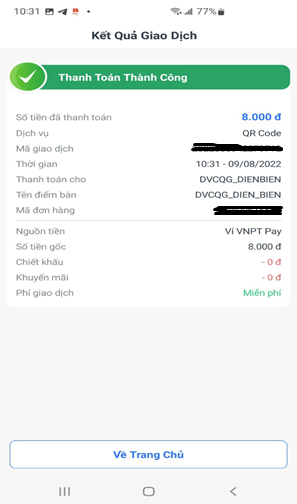 10:31
77%
Kết Quả Giao Dịch
Thanh Toán Thành Công
Số tiền đã thanh toán 8.000 đ
Dịch vụ QR Code
Mã giao dịch
Thời gian 10:31 - 09/08/2022
Thanh toán cho DVCQG_DIENBIEN
Tên điểm bán DVCQG_DIEN_BIEN
Mã đơn hàng
Nguồn tiền Ví VNPT Pay
Số tiền gốc 8.000 đ
Chiết khấu - 0 đ
Khuyến mãi - 0 đ
Phí giao dịch Miễn phí
Về Trang Chủ